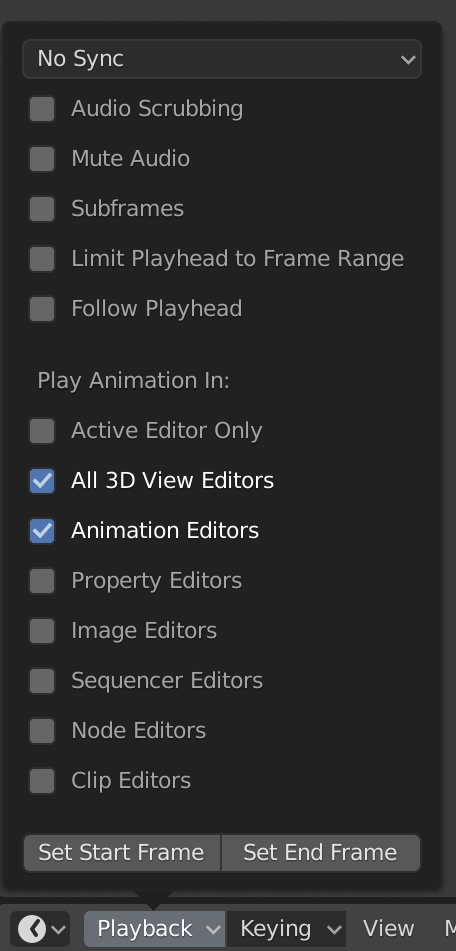 No Sync
Audio Scrubbing
Mute Audio
Subframes
Limit Playhead to Frame Range
Follow Playhead
Play Animation In:
Active Editor Only
All 3D View Editors
Animation Editors
Property Editors
Image Editors
Sequencer Editors
Node Editors
Clip Editors
Set Start Frame Set End Frame
Playback Keying View